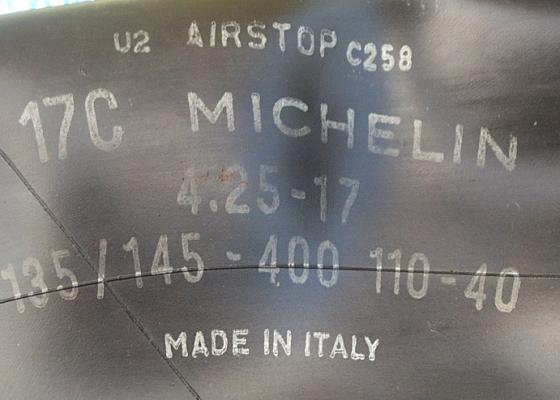 U2 AIRSTOP C258
17C MICHELIN
4.25-17
135/145-400 110-40
MADE IN ITALY